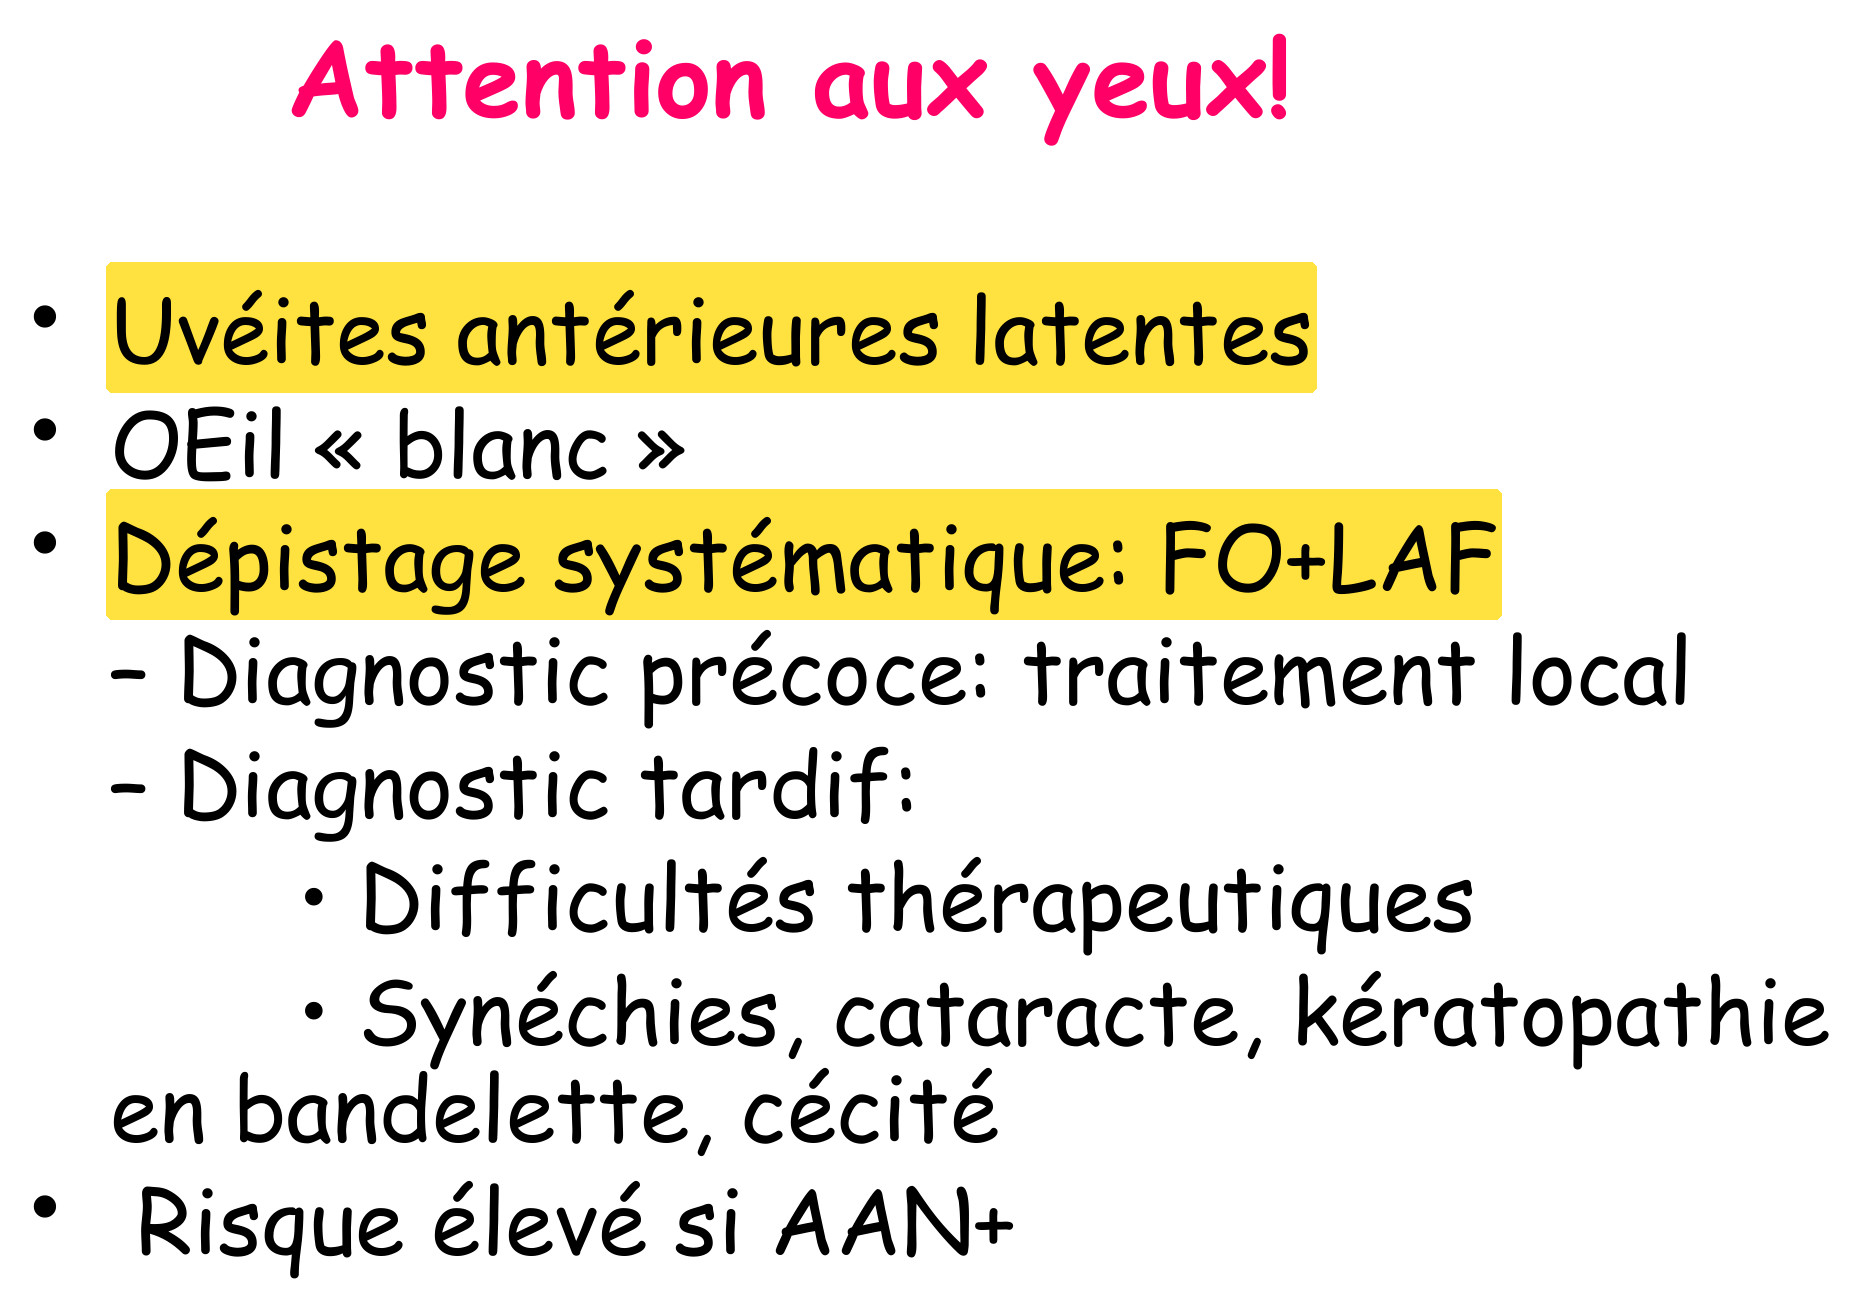 Attention aux yeux!
• Uvéites antérieures latentes
• OEil « blanc »
• Dépistage systématique: FO+LAF
– Diagnostic précoce: traitement local
– Diagnostic tardif:
• Difficultés thérapeutiques
• Synéchies, cataracte, kératopathie
en bandelette, cécité
• Risque élevé si AAN+